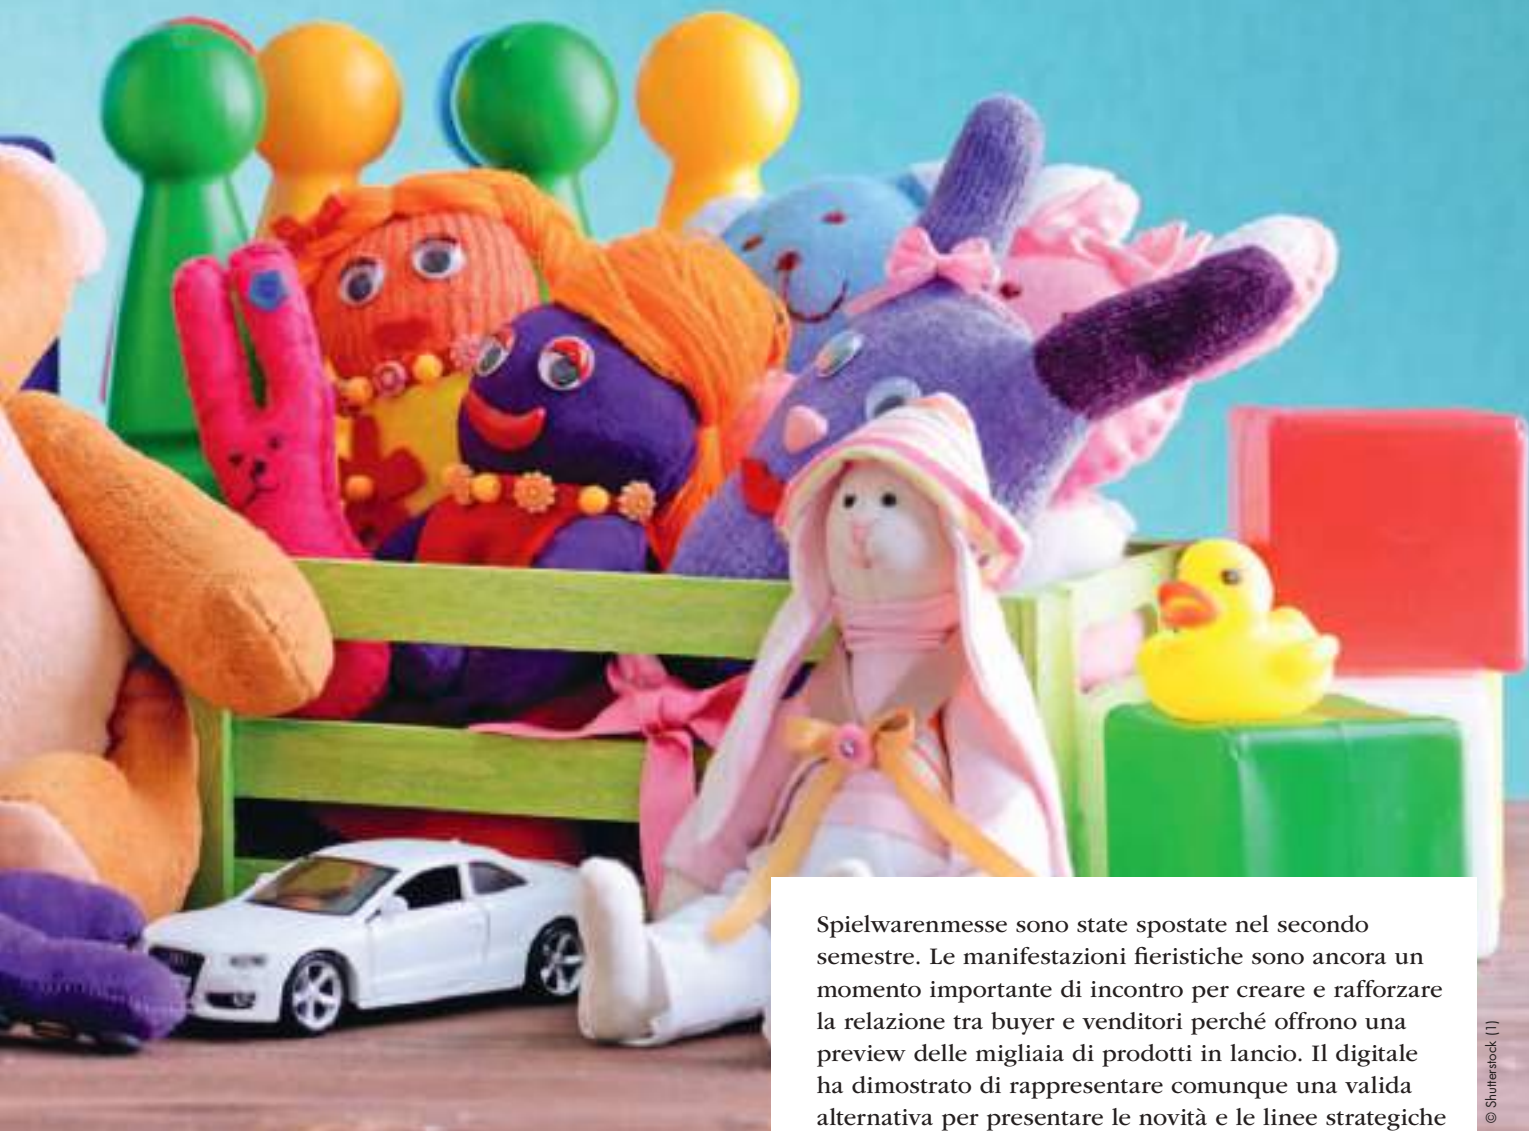 Spielwarenmesse sono state spostate nel secondo
semestre. Le manifestazioni fieristiche sono ancora un
momento importante di incontro per creare e rafforzare
la relazione tra buyer e venditori perché offrono una
preview delle migliaia di prodotti in lancio. Il digitale
ha dimostrato di rappresentare comunque una valida
alternativa per presentare le novità e le linee strategiche
© Shutterstock (1)